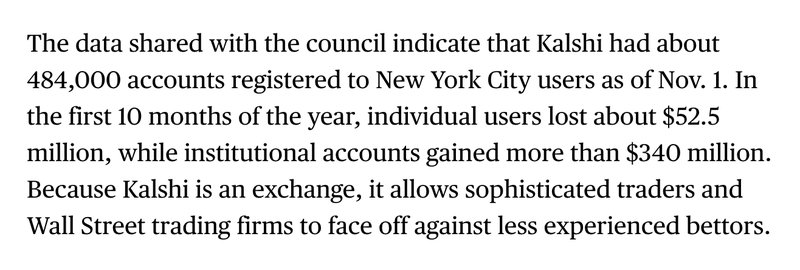 The data shared with the council indicate that Kalshi had about
484,000 accounts registered to New York City users as of Nov. 1. In
the first 10 months of the year, individual users lost about $52.5
million, while institutional accounts gained more than $340 million.
Because Kalshi is an exchange, it allows sophisticated traders and
Wall Street trading firms to face off against less experienced bettors.